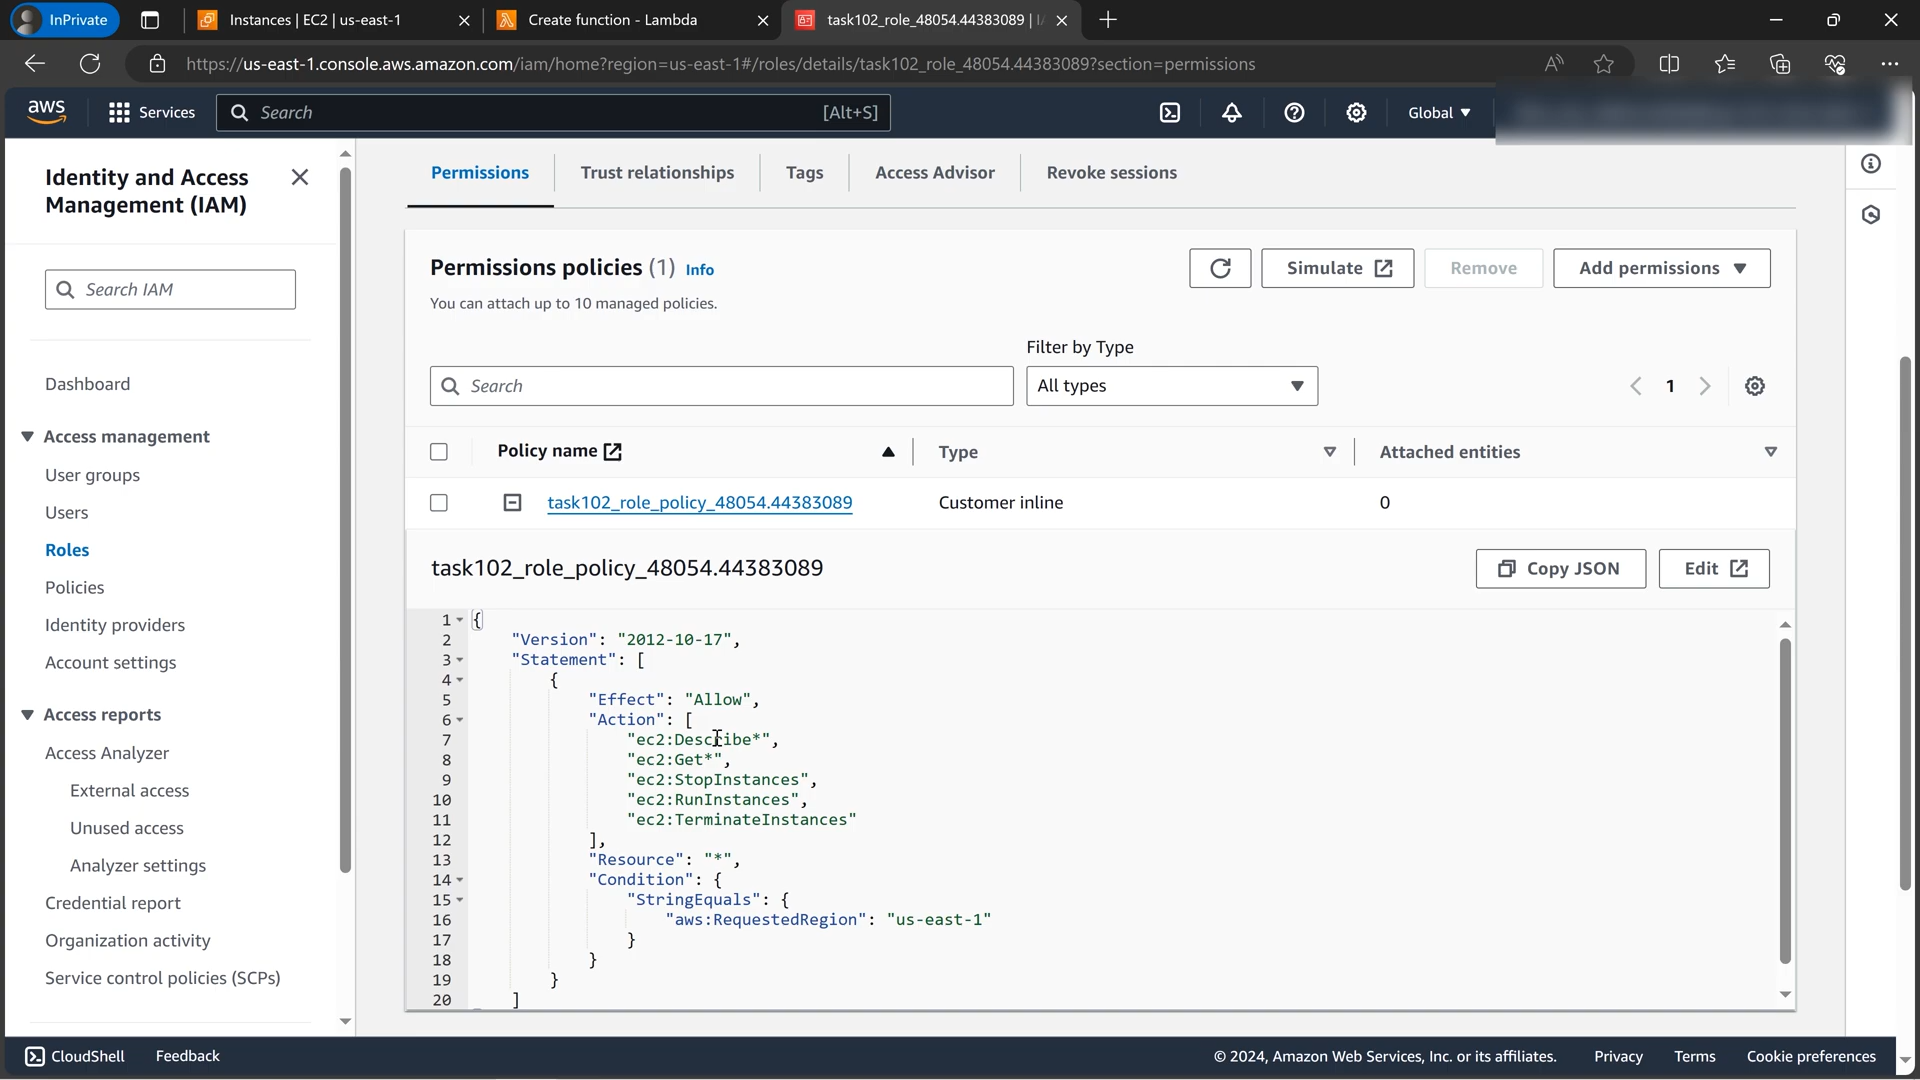 InPrivate
Instances | EC2 | us-east-1
Create function - Lambda
task102_role_48054.44383089 | I
https://us-east-1.console.aws.amazon.com/iam/home?region=us-east-1#/roles/details/task102_role_48054.44383089?section=permissions
aws
Services
Search
[Alt+S]
Global
Identity and Access
Management (IAM)
Search IAM
Dashboard
Access management
User groups
Users
Roles
Policies
Identity providers
Account settings
Access reports
Access Analyzer
External access
Unused access
Analyzer settings
Credential report
Organization activity
Service control policies (SCPs)
Permissions
Trust relationships
Tags
Access Advisor
Revoke sessions
Permissions policies (1) Info
You can attach up to 10 managed policies.
Simulate
Remove
Add permissions
Filter by Type
Search
All types
1
Policy name
Type
Attached entities
task102_role_policy_48054.44383089
Customer inline
0
task102_role_policy_48054.44383089
Copy JSON
Edit
1 {
2 "Version": "2012-10-17",
3 "Statement": [
4 {
5 "Effect": "Allow",
6 "Action": [
7 "ec2:Describe*",
8 "ec2:Get*",
9 "ec2:StopInstances",
10 "ec2:RunInstances",
11 "ec2:TerminateInstances"
12 ],
13 "Resource": "*",
14 "Condition": {
15 "StringEquals": {
16 "aws:RequestedRegion": "us-east-1"
17 }
18 }
19 }
20 ]
CloudShell
Feedback
© 2024, Amazon Web Services, Inc. or its affiliates.
Privacy
Terms
Cookie preferences